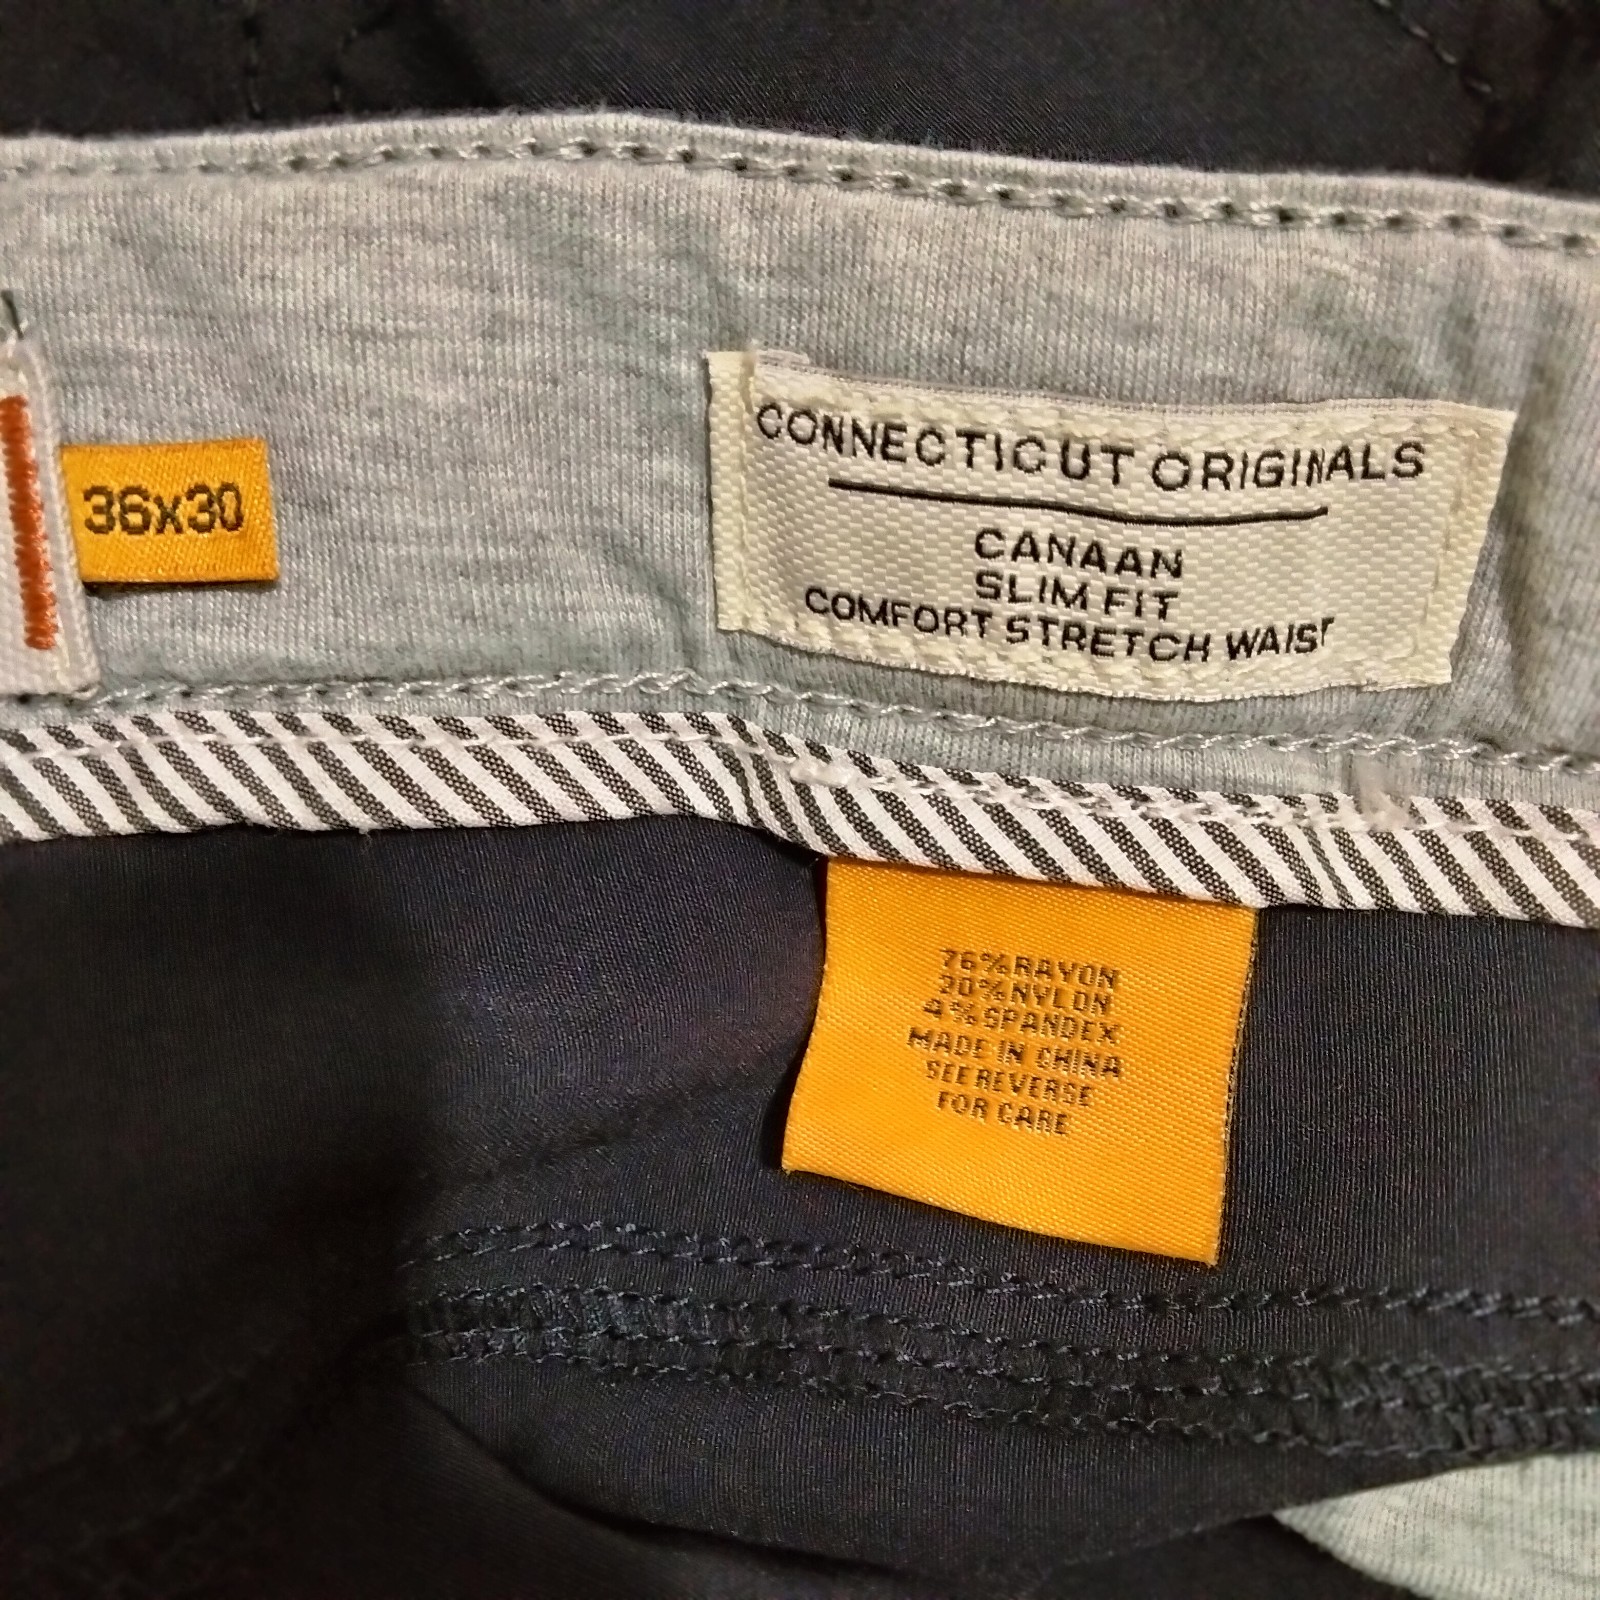 36x30
CONNECTICUT ORIGINALS
CANAAN
SLIM FIT
COMFORT STRETCH WAIST
76%RAYON
20%NYLON
4%SPANDEX
MADE IN CHINA
SEE REVERSE
FOR CARE